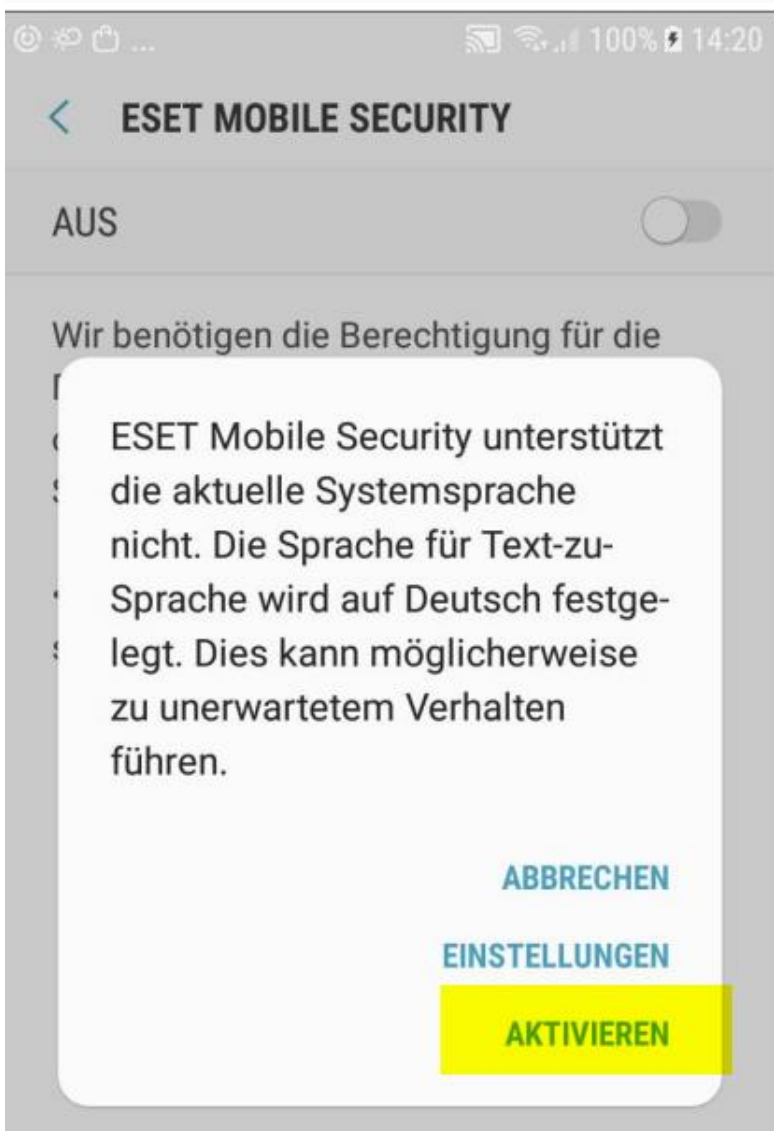 ... 100% 14:20
ESET MOBILE SECURITY
AUS
Wir benötigen die Berechtigung für die
ESET Mobile Security unterstützt
die aktuelle Systemsprache
nicht. Die Sprache für Text-zu-
Sprache wird auf Deutsch festge-
legt. Dies kann möglicherweise
zu unerwartetem Verhalten
führen.
ABBRECHEN
EINSTELLUNGEN
AKTIVIEREN